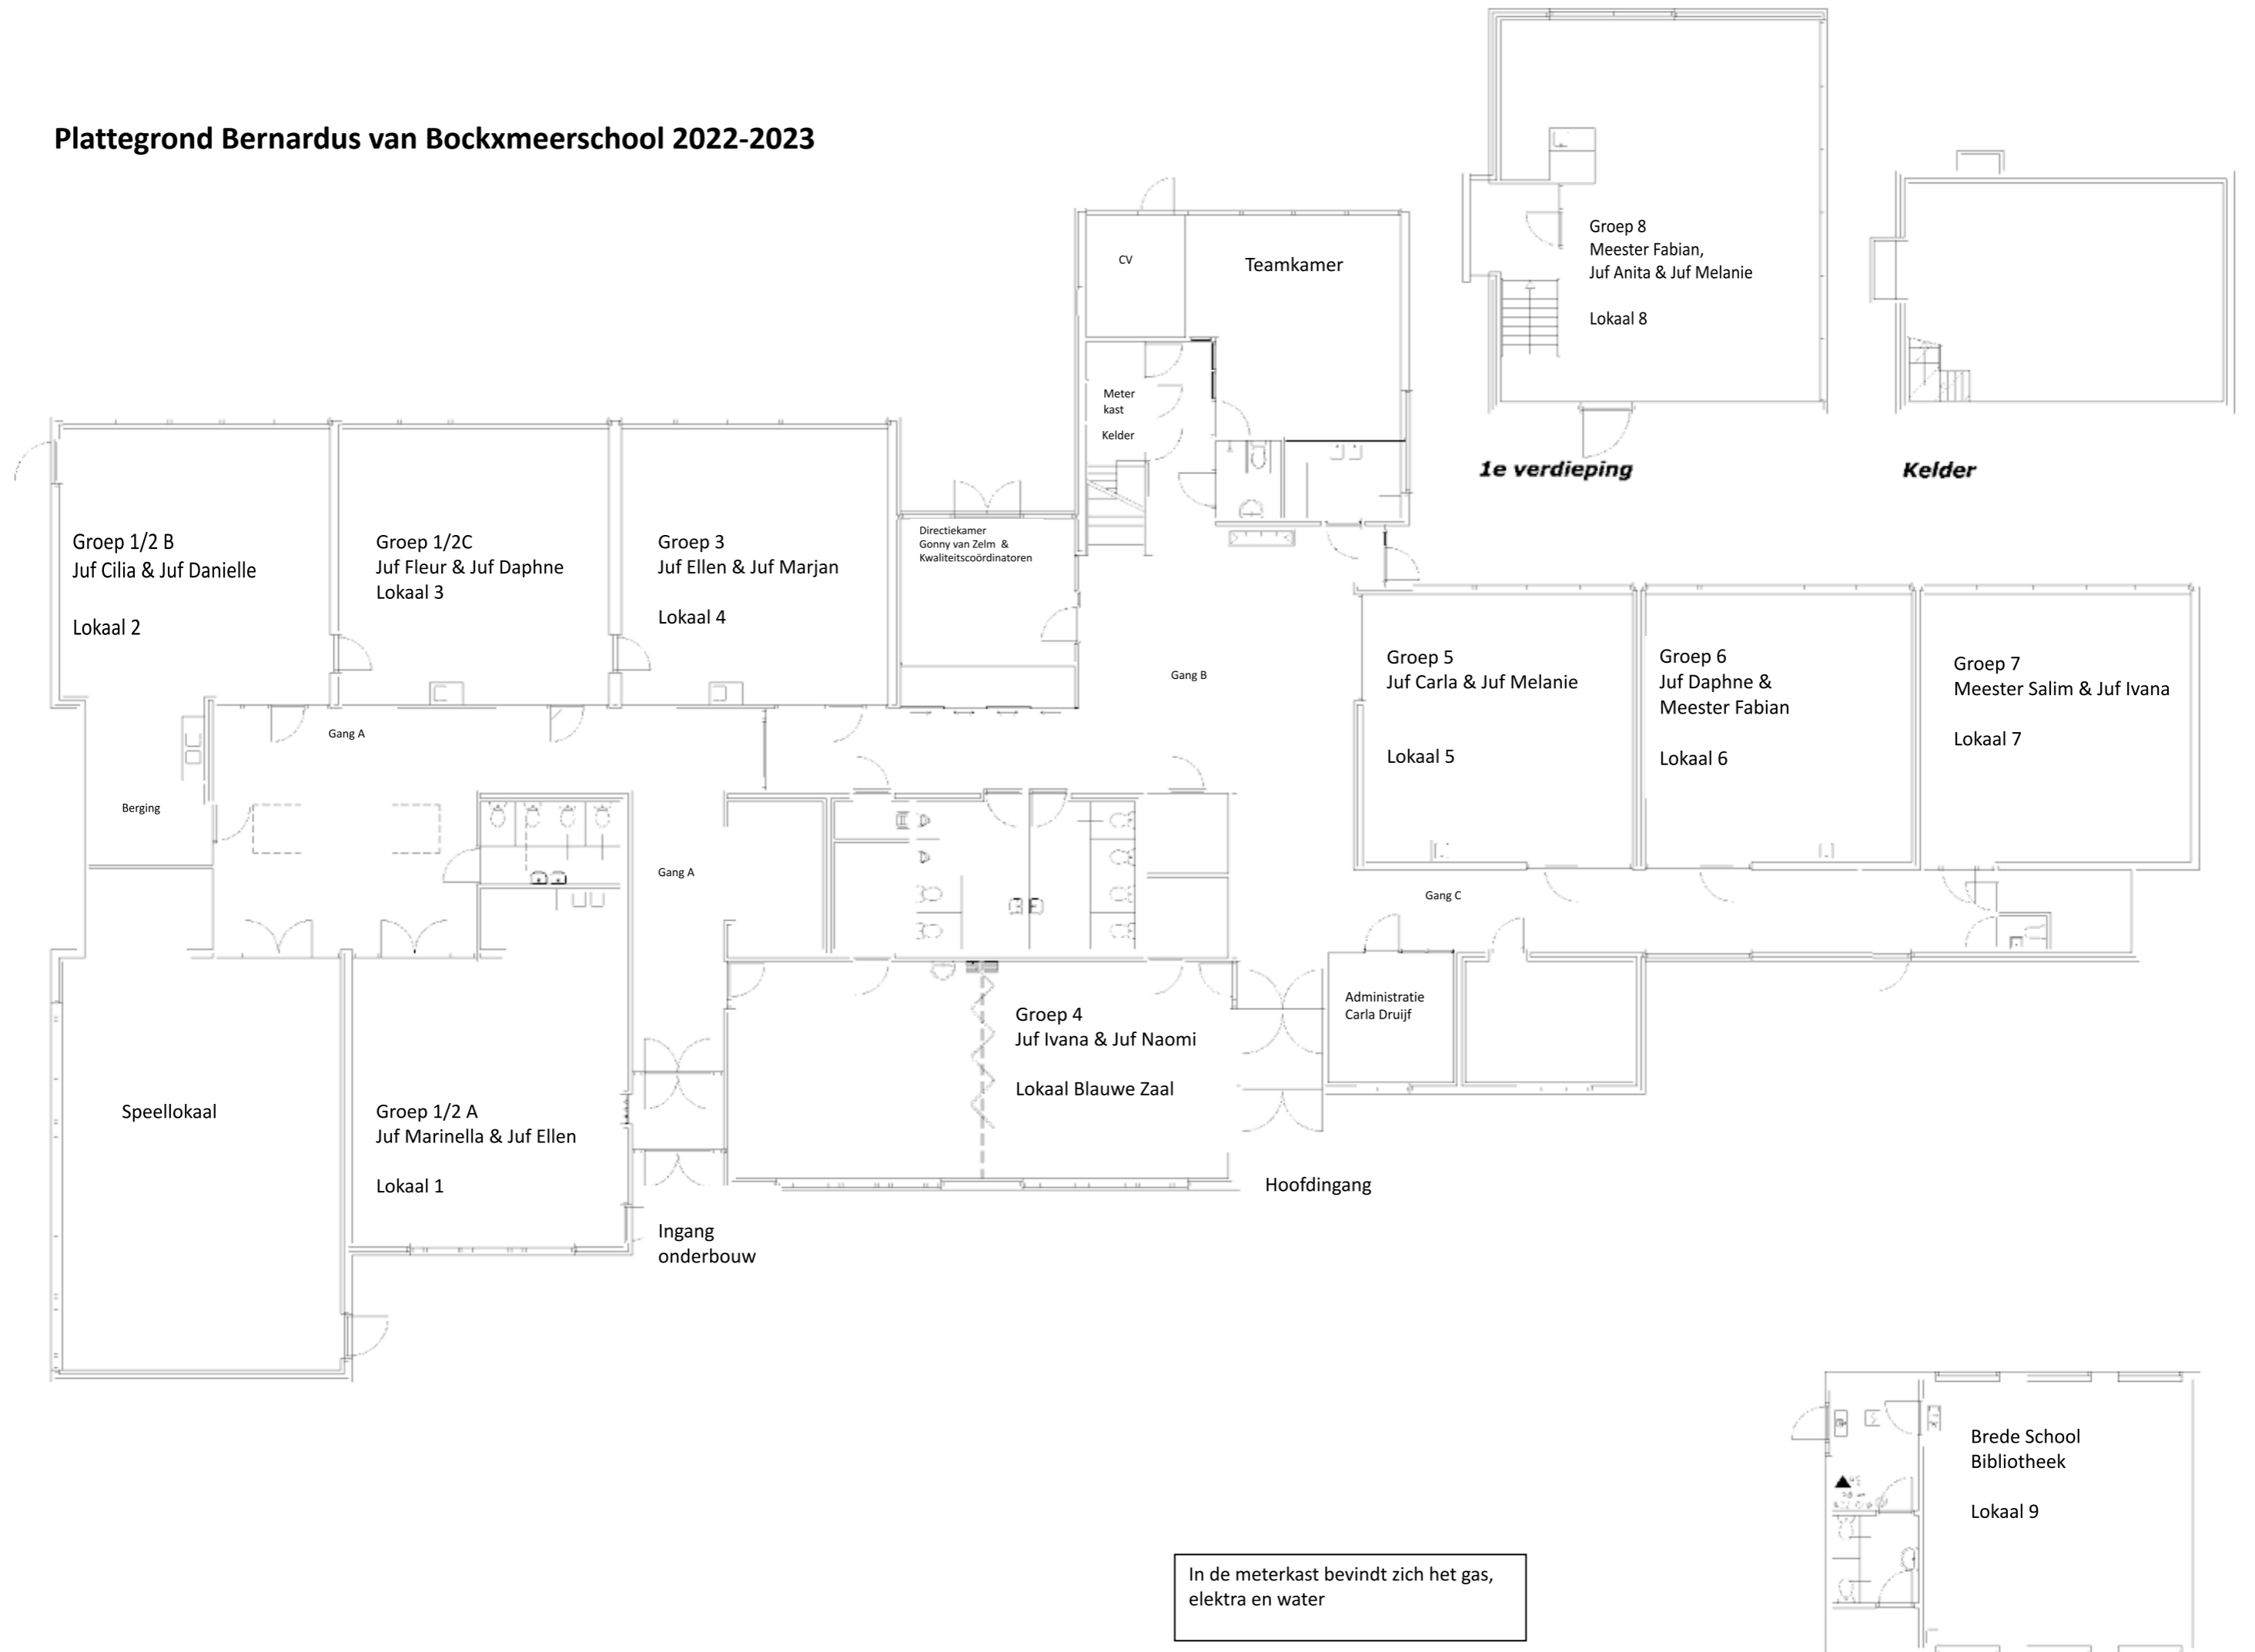 Plattegrond Bernardus van Bockxmeerschool 2022-2023
Groep 8
Meester Fabian,
Juf Anita & Juf Melanie
Lokaal 8
1e verdieping
Kelder
CV
Teamkamer
Meter
kast
Kelder
Groep 1/2 B
Juf Cilia & Juf Danielle
Lokaal 2
Groep 1/2C
Juf Fleur & Juf Daphne
Lokaal 3
Groep 3
Juf Ellen & Juf Marjan
Lokaal 4
Directiekamer
Gonny van Zelm &
Kwaliteitscoördinatoren
Gang B
Groep 5
Juf Carla & Juf Melanie
Lokaal 5
Groep 6
Juf Daphne &
Meester Fabian
Lokaal 6
Groep 7
Meester Salim & Juf Ivana
Lokaal 7
Gang A
Berging
Gang A
Gang C
Speellokaal
Groep 1/2 A
Juf Marinella & Juf Ellen
Lokaal 1
Groep 4
Juf Ivana & Juf Naomi
Lokaal Blauwe Zaal
Administratie
Carla Druijf
Hoofdingang
Ingang
onderbouw
Brede School
Bibliotheek
Lokaal 9
In de meterkast bevindt zich het gas,
elektra en water